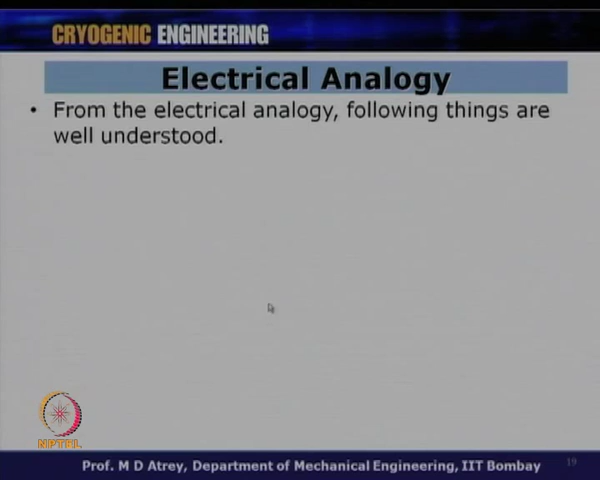 CRYOGENIC ENGINEERING
Electrical Analogy
• From the electrical analogy, following things are
well understood.
NPTEL
Prof. M D Atrey, Department of Mechanical Engineering, IIT Bombay
19